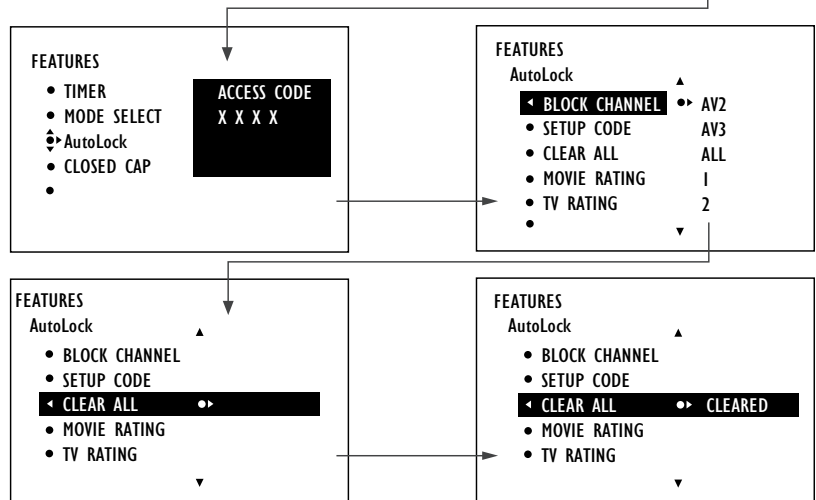 FEATURES
TIMER
MODE SELECT
AutoLock
CLOSED CAP
ACCESS CODE
X X X X
FEATURES
AutoLock
BLOCK CHANNEL AV2
SETUP CODE AV3
CLEAR ALL ALL
MOVIE RATING 1
TV RATING 2
FEATURES
AutoLock
BLOCK CHANNEL
SETUP CODE
CLEAR ALL
MOVIE RATING
TV RATING
FEATURES
AutoLock
BLOCK CHANNEL
SETUP CODE
CLEAR ALL CLEARED
MOVIE RATING
TV RATING